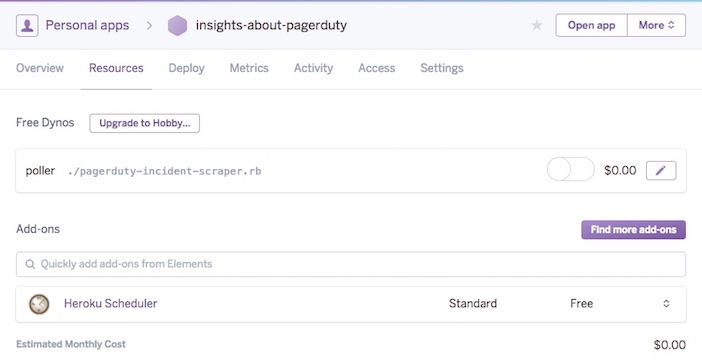 Personal apps > insights-about-pagerduty Open app More
Overview Resources Deploy Metrics Activity Access Settings
Free Dynos Upgrade to Hobby...
poller ./pagerduty-incident-scraper.rb $0.00
Add-ons Find more add-ons
Quickly add add-ons from Elements
Heroku Scheduler Standard Free
Estimated Monthly Cost $0.00